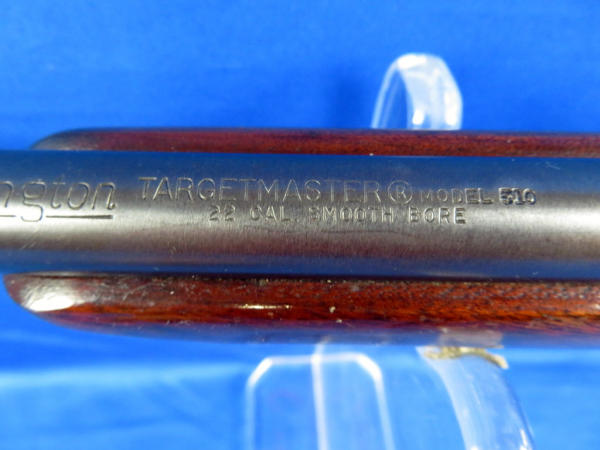 ngton TARGETMASTER® MODEL 510
22 CAL. SMOOTH BORE